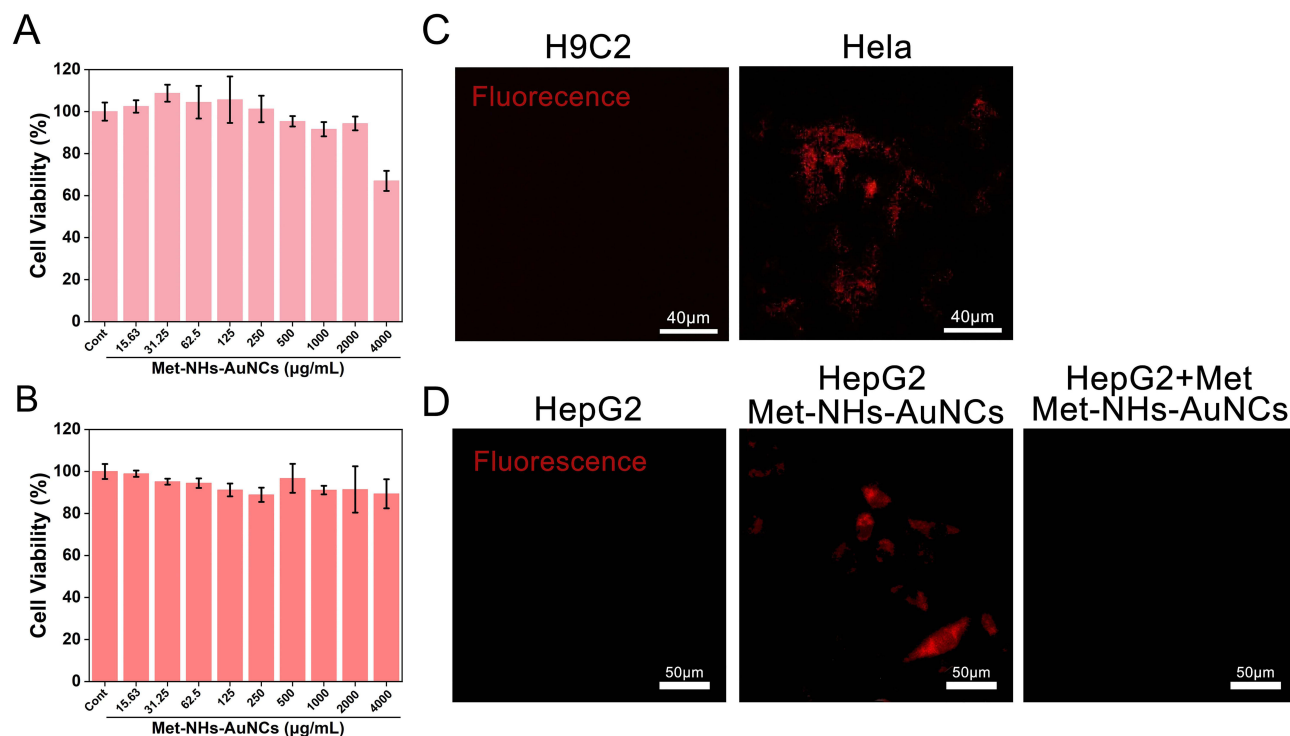 A
120
100
80
60
40
20
0
Cell Viability (%)
Cont
15.63
31.25
62.5
125
250
500
1000
2000
4000
Met-NHs-AuNCs (µg/mL)
B
120
100
80
60
40
20
0
Cell Viability (%)
Cont
15.63
31.25
62.5
125
250
500
1000
2000
4000
Met-NHs-AuNCs (µg/mL)
C
H9C2
Hela
Fluorecence
40µm
40µm
D
HepG2
HepG2
Met-NHs-AuNCs
HepG2+Met
Met-NHs-AuNCs
Fluorescence
50µm
50µm
50µm